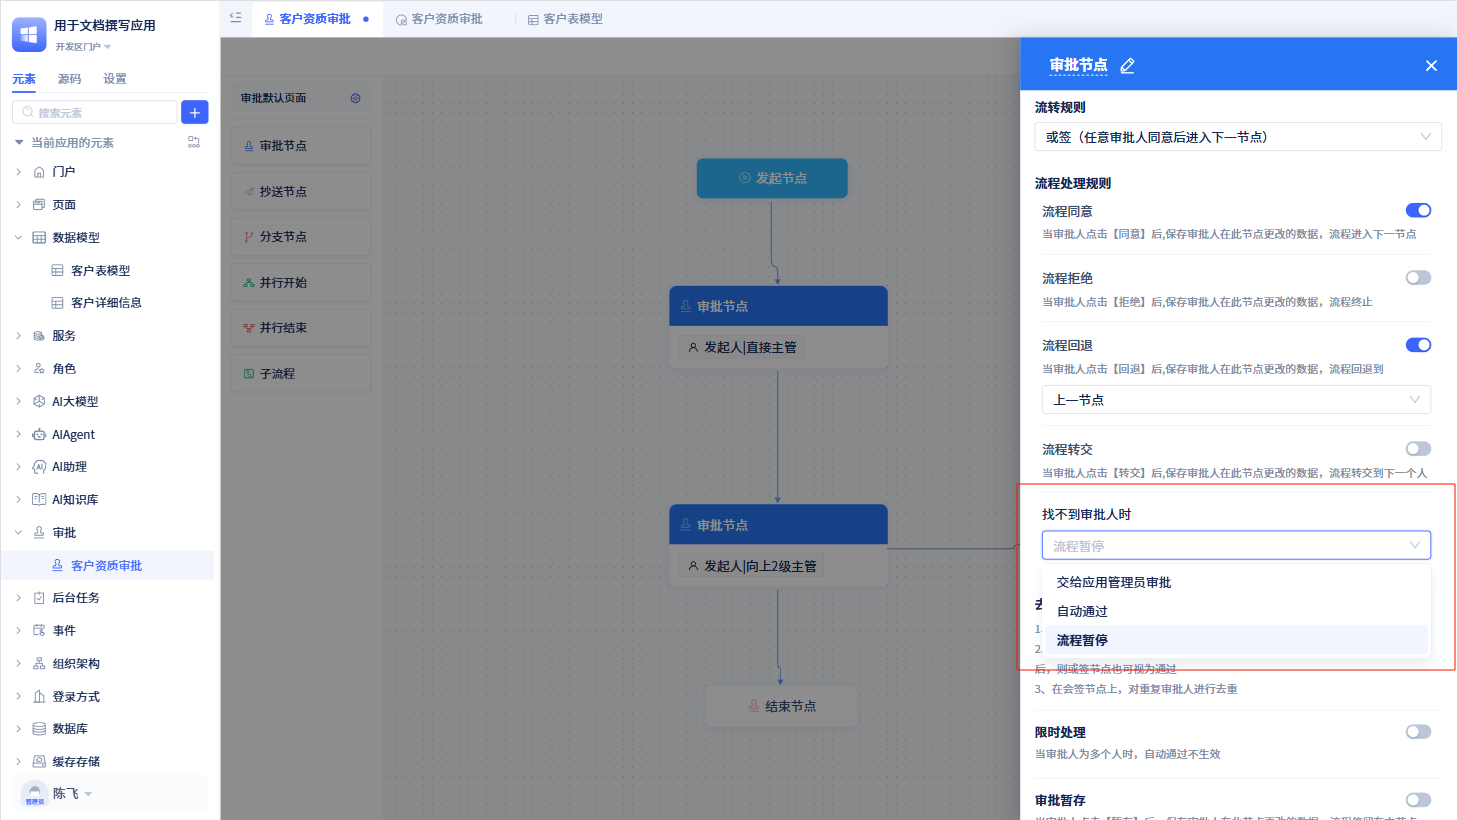 用于文档撰写应用
开发区门户
元素 源码 设置
搜索元素
当前应用的元素
门户
页面
数据模型
客户表模型
客户详细信息
服务
角色
AI大模型
AIAgent
AI助理
AI知识库
审批
客户资质审批
后台任务
事件
组织架构
登录方式
数据库
缓存存储
管理员
陈飞
客户资质审批
客户资质审批
客户表模型
审批默认页面
审批节点
抄送节点
分支节点
并行开始
并行结束
子流程
发起节点
审批节点
发起人|直接主管
审批节点
发起人|向上2级主管
结束节点
审批节点
流转规则
或签（任意审批人同意后进入下一节点）
流程处理规则
流程同意
当审批人点击【同意】后,保存审批人在此节点更改的数据，流程进入下一节点
流程拒绝
当审批人点击【拒绝】后,保存审批人在此节点更改的数据，流程终止
流程回退
当审批人点击【回退】后,保存审批人在此节点更改的数据，流程回退到
上一节点
流程转交
当审批人点击【转交】后,保存审批人在此节点更改的数据，流程转交到下一个人
找不到审批人时
流程暂停
交给应用管理员审批
自动通过
流程暂停
1、
2、
后，则或签节点也可视为通过
3、在会签节点上，对重复审批人进行去重
限时处理
当审批人为多个人时，自动通过不生效
审批暂存